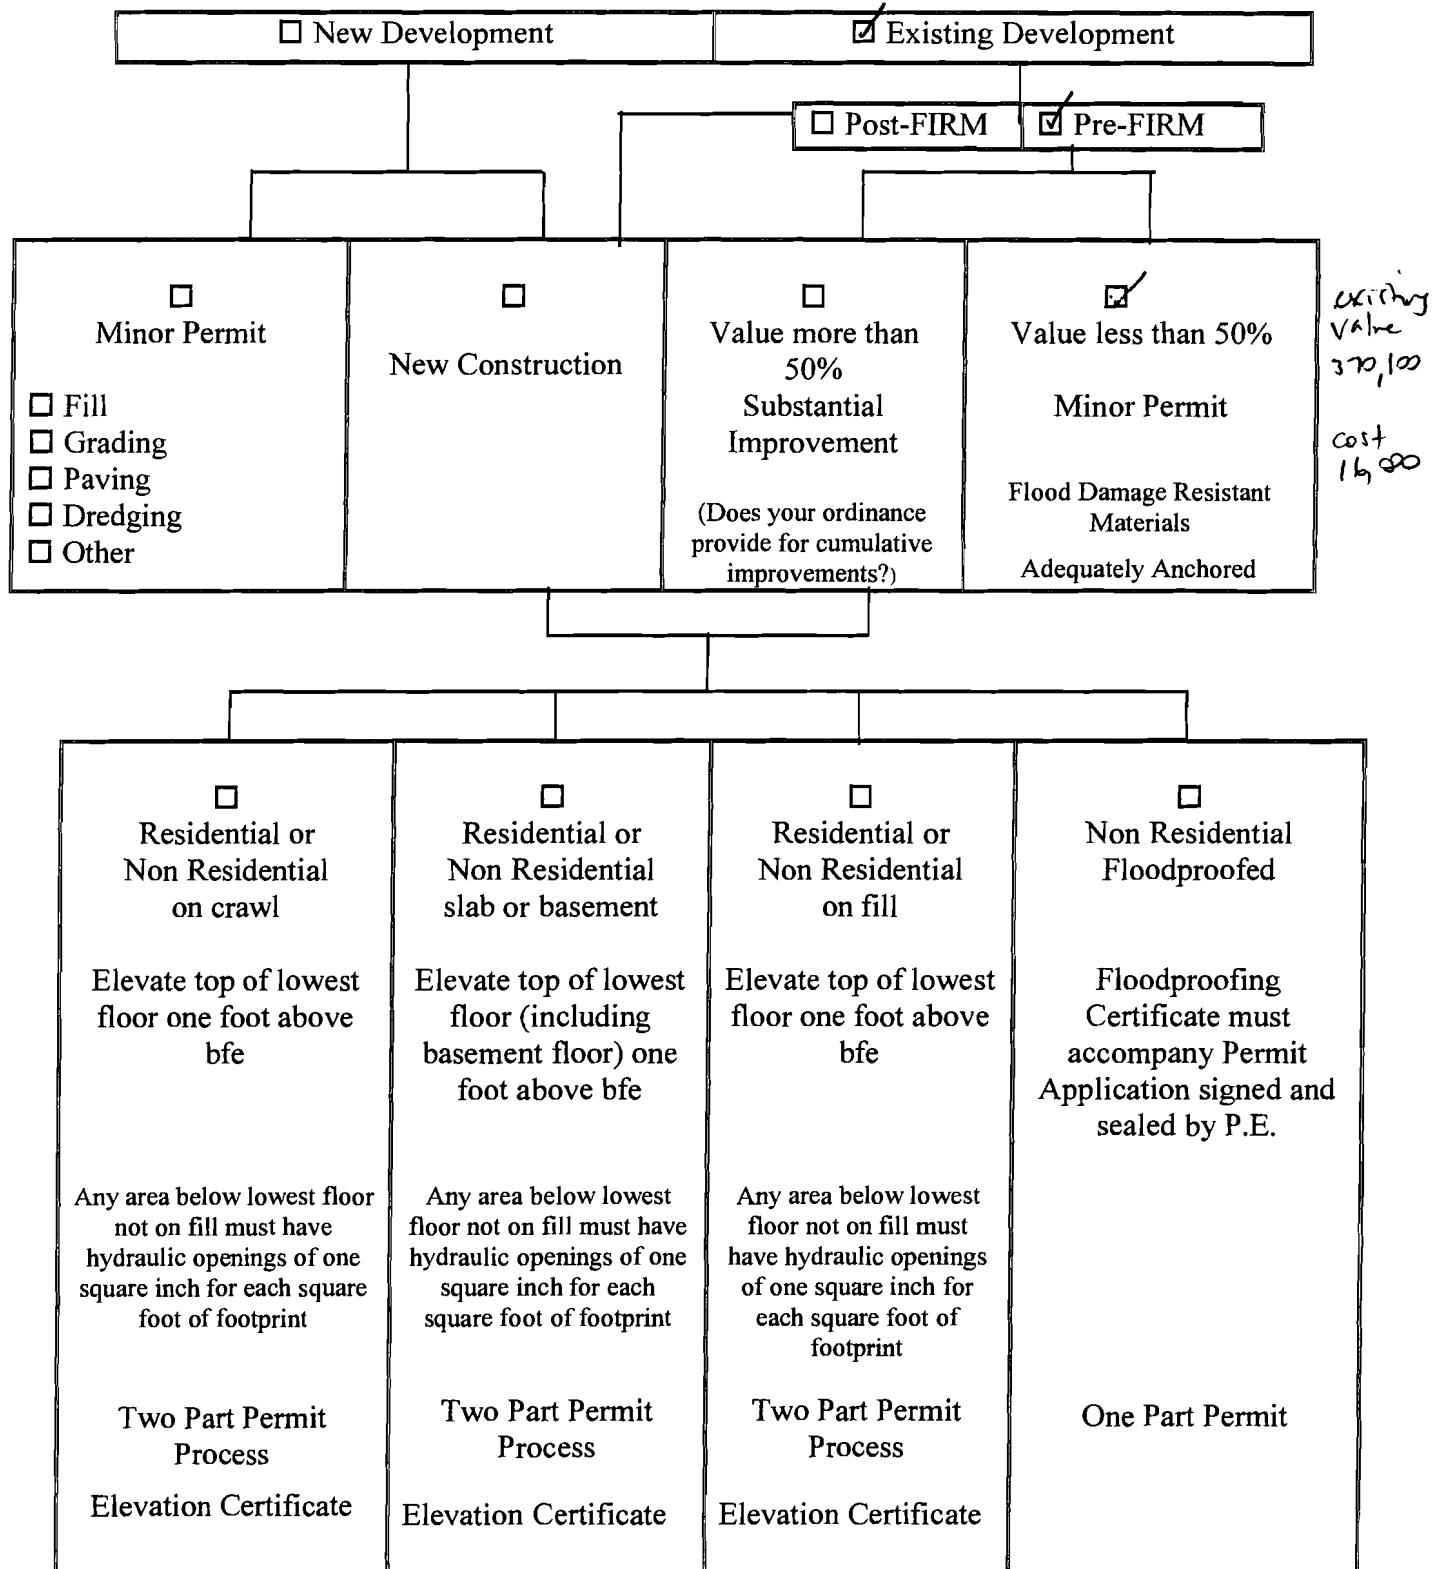 ☐ New Development
☑ Existing Development
☐ Post-FIRM
☑ Pre-FIRM
☐
Minor Permit
☐ Fill
☐ Grading
☐ Paving
☐ Dredging
☐ Other
☐
New Construction
☐
Value more than
50%
Substantial
Improvement
(Does your ordinance
provide for cumulative
improvements?)
☑
Value less than 50%
Minor Permit
Flood Damage Resistant
Materials
Adequately Anchored
existing
value
370,100
cost
☐
Residential or
Non Residential
on crawl
Elevate top of lowest
floor one foot above
bfe
Any area below lowest floor
not on fill must have
hydraulic openings of one
square inch for each square
foot of footprint
Two Part Permit
Process
Elevation Certificate
☐
Residential or
Non Residential
slab or basement
Elevate top of lowest
floor (including
basement floor) one
foot above bfe
Any area below lowest
floor not on fill must have
hydraulic openings of one
square inch for each
square foot of footprint
Two Part Permit
Process
Elevation Certificate
☐
Residential or
Non Residential
on fill
Elevate top of lowest
floor one foot above
bfe
Any area below lowest
floor not on fill must
have hydraulic openings
of one square inch for
each square foot of
footprint
Two Part Permit
Process
Elevation Certificate
☐
Non Residential
Floodproofed
Floodproofing
Certificate must
accompany Permit
Application signed and
sealed by P.E.
One Part Permit